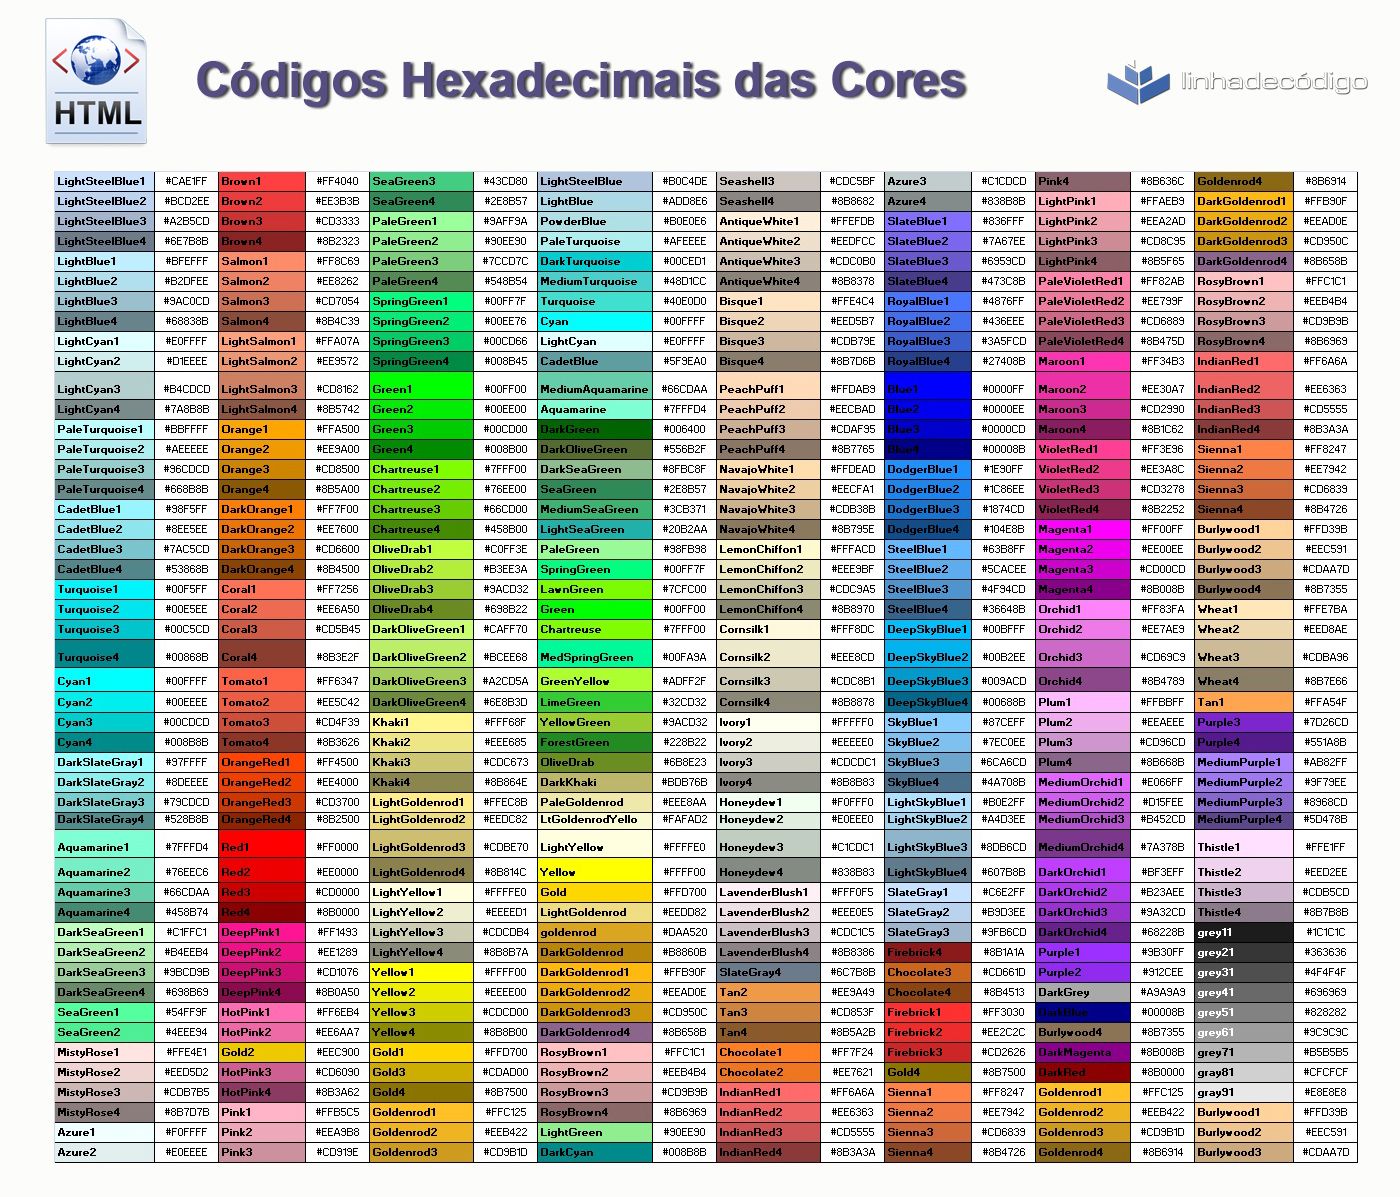 HTML
Códigos Hexadecimais das Cores
linhadecódigo
LightSteelBlue1 #CAE1FF Brown1 #FF4040 SeaGreen3 #43CD80 LightSteelBlue #B0C4DE Seashell3 #CDC5BF Azure3 #C1CDCD Pink4 #8B636C Goldenrod4 #8B6914
LightSteelBlue2 #BCD2EE Brown2 #EE3B3B SeaGreen4 #2E8B57 LightBlue #ADD8E6 Seashell4 #8B8682 Azure4 #838B8B LightPink1 #FFAEB9 DarkGoldenrod1 #FFB90F
LightSteelBlue3 #A2B5CD Brown3 #CD3333 PaleGreen1 #9AFF9A PowderBlue #B0E0E6 AntiqueWhite1 #FFEFDB SlateBlue1 #836FFF LightPink2 #EEA2AD DarkGoldenrod2 #EEAD0E
LightSteelBlue4 #6E7B8B Brown4 #8B2323 PaleGreen2 #90EE90 PaleTurquoise #AFEEEE AntiqueWhite2 #EEDFCC SlateBlue2 #7A67EE LightPink3 #CD8C95 DarkGoldenrod3 #CD950C
LightBlue1 #BFEFFF Salmon1 #FF8C69 PaleGreen3 #7CCD7C DarkTurquoise #00CED1 AntiqueWhite3 #CDC0B0 SlateBlue3 #6959CD LightPink4 #8B5F65 DarkGoldenrod4 #8B658B
LightBlue2 #B2DFEE Salmon2 #EE8262 PaleGreen4 #548B54 MediumTurquoise #48D1CC AntiqueWhite4 #8B8378 SlateBlue4 #473C8B PaleVioletRed1 #FF82AB RosyBrown1 #FFC1C1
LightBlue3 #9AC0CD Salmon3 #CD7054 SpringGreen1 #00FF7F Turquoise #40E0D0 Bisque1 #FFE4C4 RoyalBlue1 #4876FF PaleVioletRed2 #EE799F RosyBrown2 #EEB4B4
LightBlue4 #68838B Salmon4 #8B4C39 SpringGreen2 #00EE76 Cyan #00FFFF Bisque2 #EED5B7 RoyalBlue2 #436EEE PaleVioletRed3 #CD6889 RosyBrown3 #CD9B9B
LightCyan1 #E0FFFF LightSalmon1 #FFA07A SpringGreen3 #00CD66 LightCyan #E0FFFF Bisque3 #CDB79E RoyalBlue3 #3A5FCD PaleVioletRed4 #8B475D RosyBrown4 #8B6969
LightCyan2 #D1EEEE LightSalmon2 #EE9572 SpringGreen4 #008B45 CadetBlue #5F9EA0 Bisque4 #8B7D6B RoyalBlue4 #27408B Maroon1 #FF34B3 IndianRed1 #FF6A6A
LightCyan3 #B4CDCD LightSalmon3 #CD8162 Green1 #00FF00 MediumAquamarine #66CDAA PeachPuff1 #FFDAB9 Blue1 #0000FF Maroon2 #EE30A7 IndianRed2 #EE6363
LightCyan4 #7A8B8B LightSalmon4 #8B5742 Green2 #00EE00 Aquamarine #7FFFD4 PeachPuff2 #EECBAD Blue2 #0000EE Maroon3 #CD2990 IndianRed3 #CD5555
PaleTurquoise1 #BBFFFF Orange1 #FFA500 Green3 #00CD00 DarkGreen #006400 PeachPuff3 #CDAF95 Blue3 #0000CD Maroon4 #8B1C62 IndianRed4 #8B3A3A
PaleTurquoise2 #AEEEEE Orange2 #EE9A00 Green4 #008B00 DarkOliveGreen #556B2F PeachPuff4 #8B7765 Blue4 #00008B VioletRed1 #FF3E96 Sienna1 #FF8247
PaleTurquoise3 #96CDCD Orange3 #CD8500 Chartreuse1 #7FFF00 DarkSeaGreen #8FBC8F NavajoWhite1 #FFDEAD DodgerBlue1 #1E90FF VioletRed2 #EE3A8C Sienna2 #EE7942
PaleTurquoise4 #668B8B Orange4 #8B5A00 Chartreuse2 #76EE00 SeaGreen #2E8B57 NavajoWhite2 #EECFA1 DodgerBlue2 #1C86EE VioletRed3 #CD3278 Sienna3 #CD6839
CadetBlue1 #98F5FF DarkOrange1 #FF7F00 Chartreuse3 #66CD00 MediumSeaGreen #3CB371 NavajoWhite3 #CDB38B DodgerBlue3 #1874CD VioletRed4 #8B2252 Sienna4 #8B4726
CadetBlue2 #8EE5EE DarkOrange2 #EE7600 Chartreuse4 #458B00 LightSeaGreen #20B2AA NavajoWhite4 #8B795E DodgerBlue4 #104E8B Magenta1 #FF00FF Burlywood1 #FFD39B
CadetBlue3 #7AC5CD DarkOrange3 #CD6600 OliveDrab1 #C0FF3E PaleGreen #98FB98 LemonChiffon1 #FFFACD SteelBlue1 #63B8FF Magenta2 #EE00EE Burlywood2 #EEC591
CadetBlue4 #53868B DarkOrange4 #8B4500 OliveDrab2 #B3EE3A SpringGreen #00FF7F LemonChiffon2 #EEE9BF SteelBlue2 #5CACEE Magenta3 #CD00CD Burlywood3 #CDAA7D
Turquoise1 #00F5FF Coral1 #FF7256 OliveDrab3 #9ACD32 LawnGreen #7CFC00 LemonChiffon3 #CDC9A5 SteelBlue3 #4F94CD Magenta4 #8B008B Burlywood4 #8B7355
Turquoise2 #00E5EE Coral2 #EE6A50 OliveDrab4 #698B22 Green #00FF00 LemonChiffon4 #8B8970 SteelBlue4 #36648B Orchid1 #FF83FA Wheat1 #FFE7BA
Turquoise3 #00C5CD Coral3 #CD5B45 DarkOliveGreen1 #CAFF70 Chartreuse #7FFF00 Cornsilk1 #FFF8DC DeepSkyBlue1 #00BFFF Orchid2 #EE7AE9 Wheat2 #EED8AE
Turquoise4 #00868B Coral4 #8B3E2F DarkOliveGreen2 #BCEE68 MedSpringGreen #00FA9A Cornsilk2 #EEE8CD DeepSkyBlue2 #00B2EE Orchid3 #CD69C9 Wheat3 #CDBA96
Cyan1 #00FFFF Tomato1 #FF6347 DarkOliveGreen3 #A2CD5A GreenYellow #ADFF2F Cornsilk3 #CDC8B1 DeepSkyBlue3 #009ACD Orchid4 #8B4789 Wheat4 #8B7E66
Cyan2 #00EEEE Tomato2 #EE5C42 DarkOliveGreen4 #6E8B3D LimeGreen #32CD32 Cornsilk4 #8B8878 DeepSkyBlue4 #00688B Plum1 #FFBBFF Tan1 #FFA54F
Cyan3 #00CDCD Tomato3 #CD4F39 Khaki1 #FFF68F YellowGreen #9ACD32 Ivory1 #FFFFF0 SkyBlue1 #87CEFF Plum2 #EEAEEE Purple3 #7D26CD
Cyan4 #008B8B Tomato4 #8B3626 Khaki2 #EEE685 ForestGreen #228B22 Ivory2 #EEEEE0 SkyBlue2 #7EC0EE Plum3 #CD96CD Purple4 #551A8B
DarkSlateGray1 #97FFFF OrangeRed1 #FF4500 Khaki3 #CDC673 OliveDrab #6B8E23 Ivory3 #CDCDC1 SkyBlue3 #6CA6CD Plum4 #8B668B MediumPurple1 #AB82FF
DarkSlateGray2 #8DEEEE OrangeRed2 #EE4000 Khaki4 #8B864E DarkKhaki #BDB76B Ivory4 #8B8B83 SkyBlue4 #4A708B MediumOrchid1 #E066FF MediumPurple2 #9F79EE
DarkSlateGray3 #79CDCD OrangeRed3 #CD3700 LightGoldenrod1 #FFEC8B PaleGoldenrod #EEE8AA Honeydew1 #F0FFF0 LightSkyBlue1 #B0E2FF MediumOrchid2 #D15FEE MediumPurple3 #8968CD
DarkSlateGray4 #528B8B OrangeRed4 #8B2500 LightGoldenrod2 #EEDC82 LtGoldenrodYello #FAFAD2 Honeydew2 #E0EEE0 LightSkyBlue2 #A4D3EE MediumOrchid3 #B452CD MediumPurple4 #5D478B
Aquamarine1 #7FFFD4 Red1 #FF0000 LightGoldenrod3 #CDBE70 LightYellow #FFFFE0 Honeydew3 #C1CDC1 LightSkyBlue3 #8DB6CD MediumOrchid4 #7A378B Thistle1 #FFE1FF
Aquamarine2 #76EEC6 Red2 #EE0000 LightGoldenrod4 #8B814C Yellow #FFFF00 Honeydew4 #838B83 LightSkyBlue4 #607B8B DarkOrchid1 #BF3EFF Thistle2 #EED2EE
Aquamarine3 #66CDAA Red3 #CD0000 LightYellow1 #FFFFE0 Gold #FFD700 LavenderBlush1 #FFF0F5 SlateGray1 #C6E2FF DarkOrchid2 #B23AEE Thistle3 #CDB5CD
Aquamarine4 #458B74 Red4 #8B0000 LightYellow2 #EEEED1 LightGoldenrod #EEDD82 LavenderBlush2 #EEE0E5 SlateGray2 #B9D3EE DarkOrchid3 #9A32CD Thistle4 #8B7B8B
DarkSeaGreen1 #C1FFC1 DeepPink1 #FF1493 LightYellow3 #CDCDB4 goldenrod #DAA520 LavenderBlush3 #CDC1C5 SlateGray3 #9FB6CD DarkOrchid4 #68228B grey11 #1C1C1C
DarkSeaGreen2 #B4EEB4 DeepPink2 #EE1289 LightYellow4 #8B8B7A DarkGoldenrod #B8860B LavenderBlush4 #8B8386 Firebrick4 #8B1A1A Purple1 #9B30FF grey21 #363636
DarkSeaGreen3 #9BCD9B DeepPink3 #CD1076 Yellow1 #FFFF00 DarkGoldenrod1 #FFB90F SlateGray4 #6C7B8B Chocolate3 #CD661D Purple2 #912CEE grey31 #4F4F4F
DarkSeaGreen4 #698B69 DeepPink4 #8B0A50 Yellow2 #EEEE00 DarkGoldenrod2 #EEAD0E Tan2 #EE9A49 Chocolate4 #8B4513 DarkGrey #A9A9A9 grey41 #696969
SeaGreen1 #54FF9F HotPink1 #FF6EB4 Yellow3 #CDCD00 DarkGoldenrod3 #CD950C Tan3 #CD853F Firebrick1 #FF3030 DarkBlue #00008B grey51 #828282
SeaGreen2 #4EEE94 HotPink2 #EE6AA7 Yellow4 #8B8B00 DarkGoldenrod4 #8B658B Tan4 #8B5A2B Firebrick2 #EE2C2C Burlywood4 #8B7355 grey61 #9C9C9C
MistyRose1 #FFE4E1 Gold2 #EEC900 Gold1 #FFD700 RosyBrown1 #FFC1C1 Chocolate1 #FF7F24 Firebrick3 #CD2626 DarkMagenta #8B008B grey71 #B5B5B5
MistyRose2 #EED5D2 HotPink3 #CD6090 Gold3 #CDAD00 RosyBrown2 #EEB4B4 Chocolate2 #EE7621 Gold4 #8B7500 DarkRed #8B0000 gray81 #CFCFCF
MistyRose3 #CDB7B5 HotPink4 #8B3A62 Gold4 #8B7500 RosyBrown3 #CD9B9B IndianRed1 #FF6A6A Sienna1 #FF8247 Goldenrod1 #FFC125 gray91 #E8E8E8
MistyRose4 #8B7D7B Pink1 #FFB5C5 Goldenrod1 #FFC125 RosyBrown4 #8B6969 IndianRed2 #EE6363 Sienna2 #EE7942 Goldenrod2 #EEB422 Burlywood1 #FFD39B
Azure1 #F0FFFF Pink2 #EEA9B8 Goldenrod2 #EEB422 LightGreen #90EE90 IndianRed3 #CD5555 Sienna3 #CD6839 Goldenrod3 #CD9B1D Burlywood2 #EEC591
Azure2 #E0EEEE Pink3 #CD919E Goldenrod3 #CD9B1D DarkCyan #008B8B IndianRed4 #8B3A3A Sienna4 #8B4726 Goldenrod4 #8B6914 Burlywood3 #CDAA7D